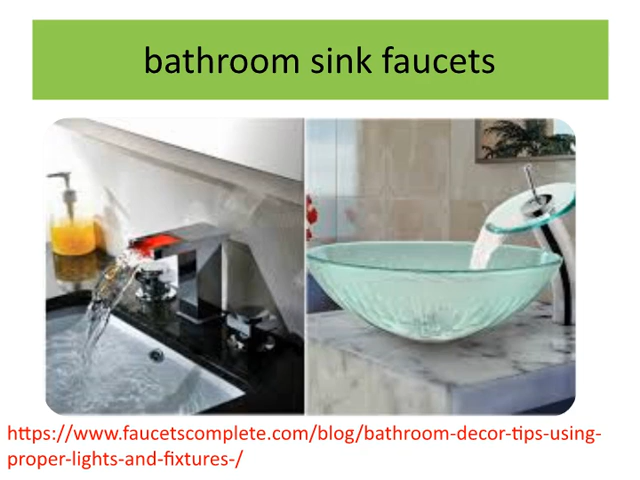 bathroom sink faucets
https://www.faucetscomplete.com/blog/bathroom-decor-tips-using-
proper-lights-and-fixtures-/